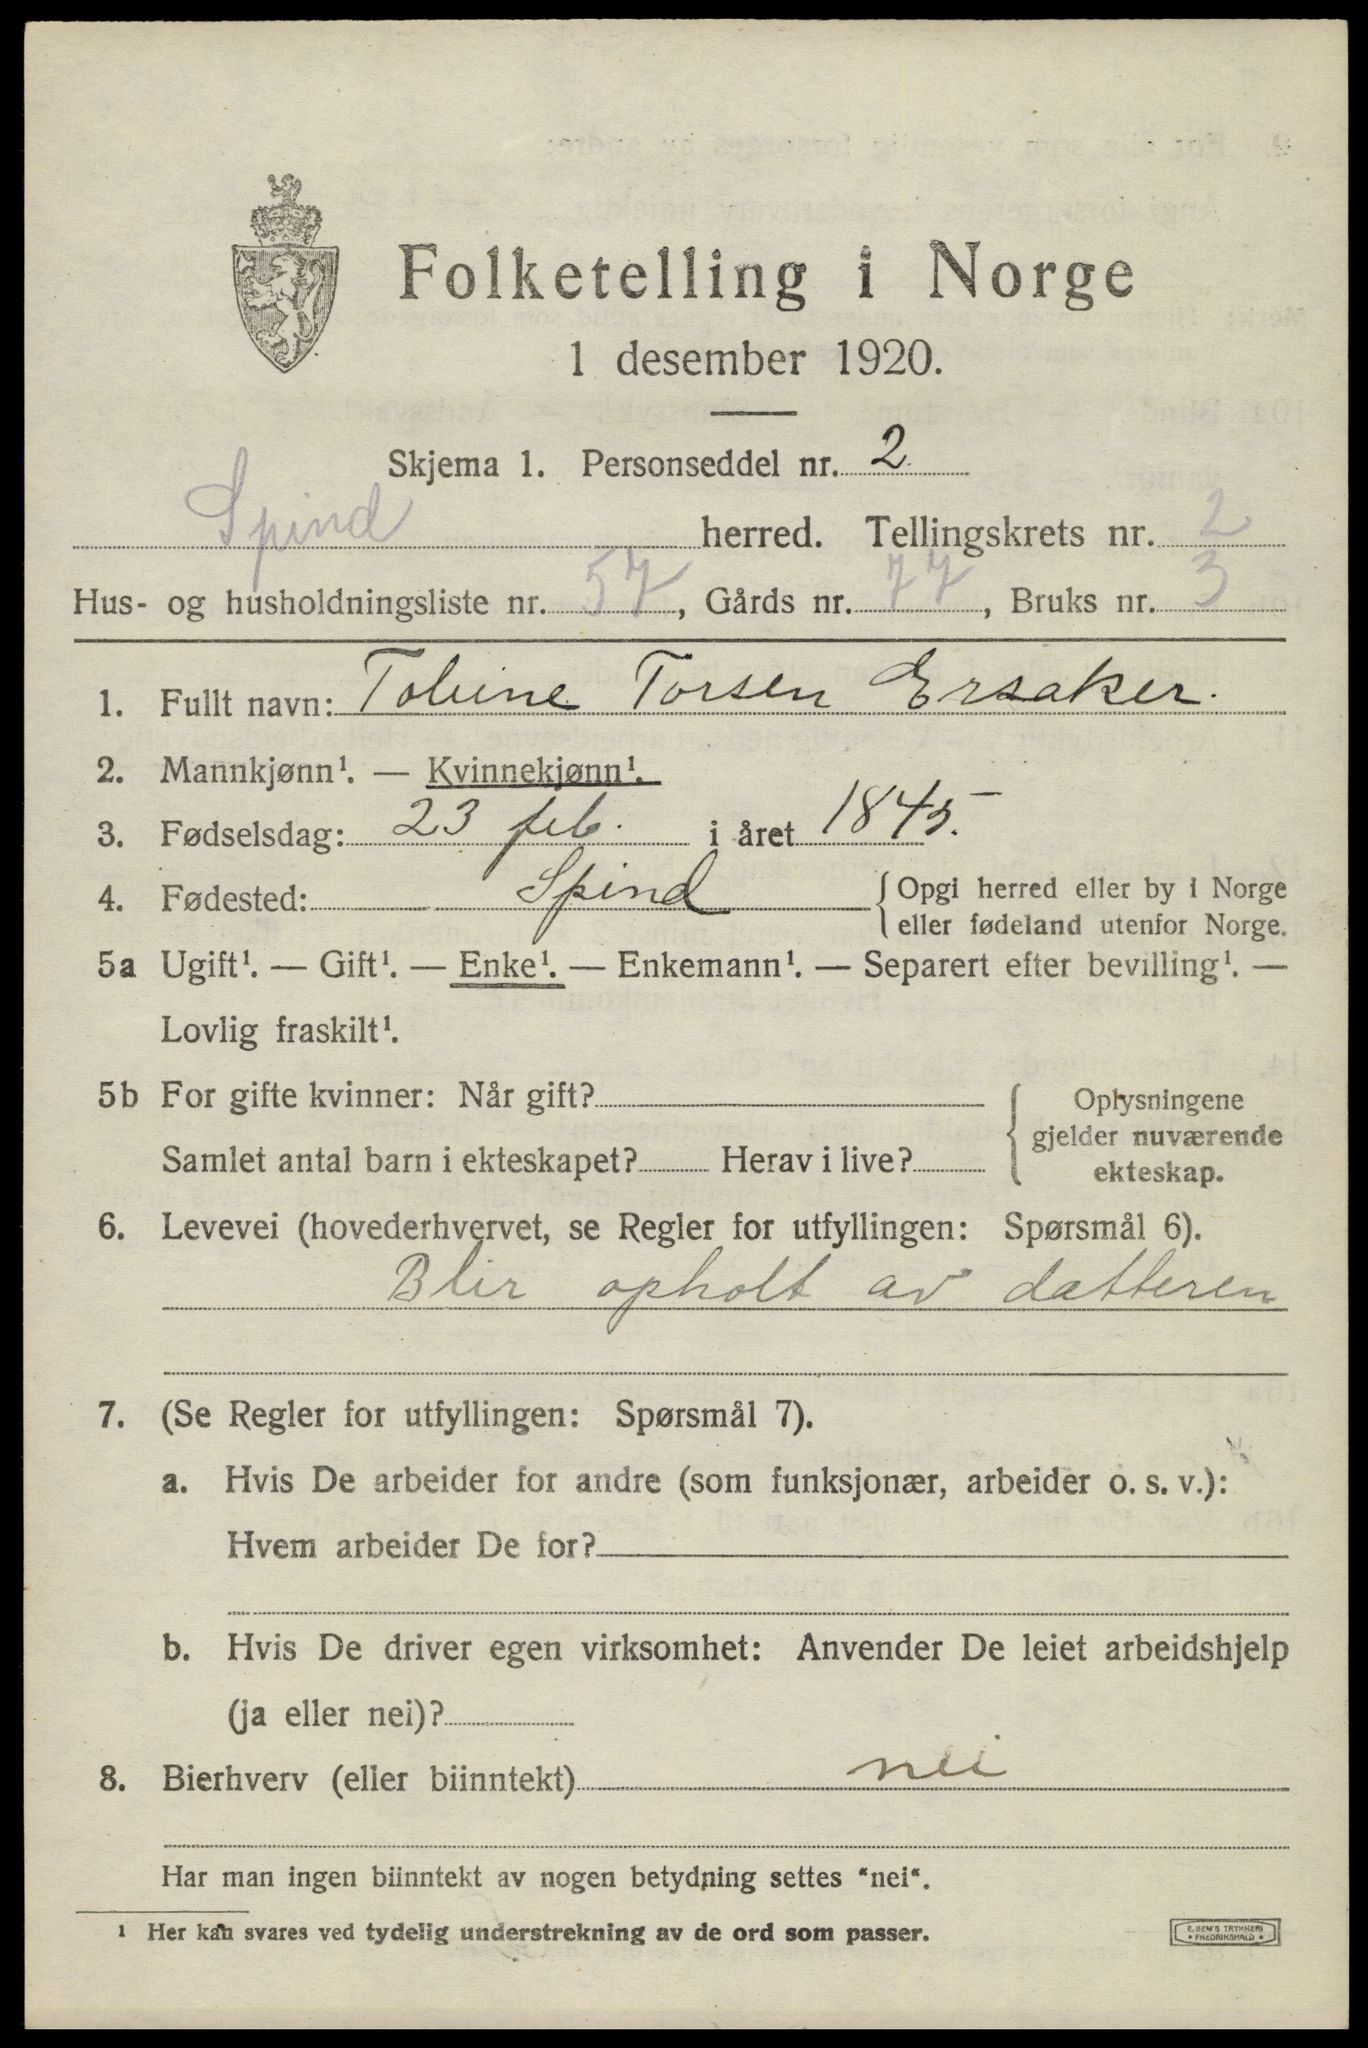 Folketelling i Norge
1 desember 1920.
Skjema 1. Personseddel nr. 2
Spind herred. Tellingskrets nr. 2
Hus- og husholdningsliste nr. 57, Gårds nr. 77, Bruks nr. 3
1. Fullt navn: Tobine Torsen Ersaker.
2. Mannkjønn¹. — Kvinnekjønn¹.
3. Fødselsdag: 23 feb. i året 1845.
4. Fødested: Spind { Opgi herred eller by i Norge
eller fødeland utenfor Norge.
5a Ugift¹. — Gift¹. — Enke¹. — Enkemann¹. — Separert efter bevilling¹. —
Lovlig fraskilt¹.
5b For gifte kvinner: Når gift?
Samlet antal barn i ekteskapet? Herav i live?
{ Oplysningene
gjelder nuværende
ekteskap.
6. Levevei (hovederhvervet, se Regler for utfyllingen: Spørsmål 6).
Blir opholt av datteren
7. (Se Regler for utfyllingen: Spørsmål 7).
a. Hvis De arbeider for andre (som funksjonær, arbeider o. s. v.):
Hvem arbeider De for?
b. Hvis De driver egen virksomhet: Anvender De leiet arbeidshjelp
(ja eller nei)?
8. Bierhverv (eller biinntekt) nei
Har man ingen biinntekt av nogen betydning settes "nei".
¹ Her kan svares ved tydelig understrekning av de ord som passer.
E. SEM'S TRYKKERI
• FREDRIKSHALD •